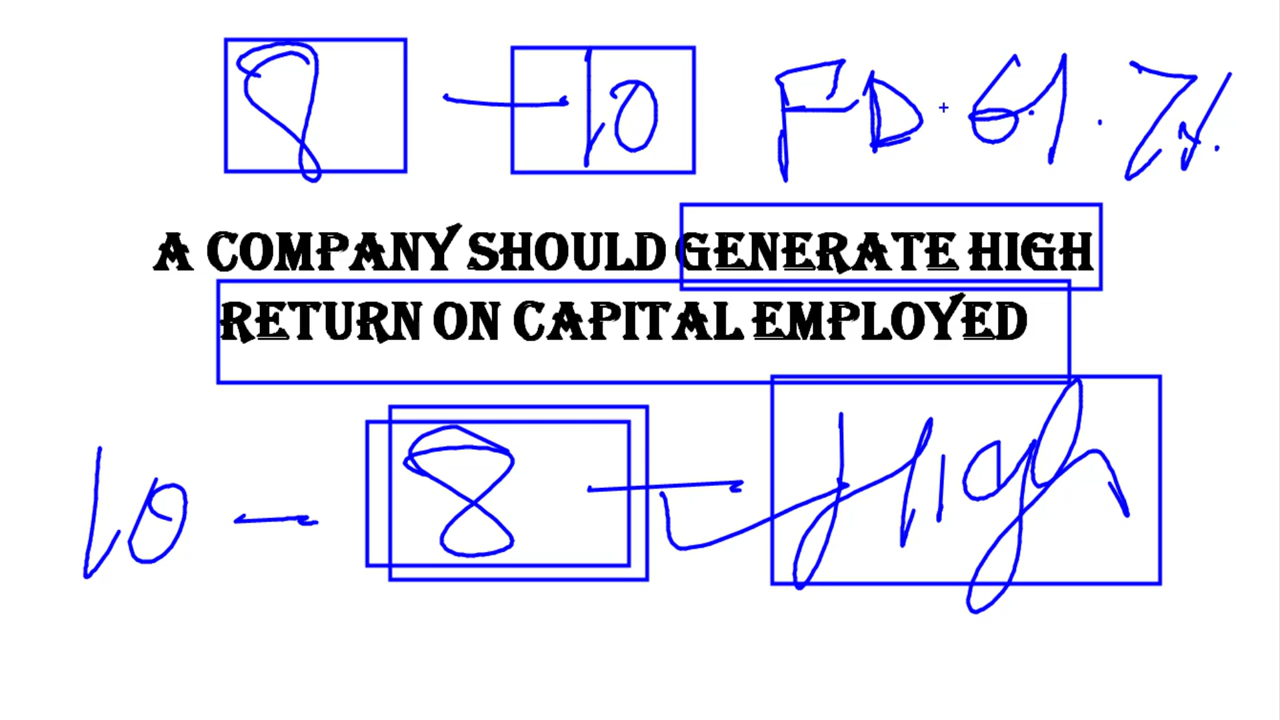 8 - 10 FD 6%. 7%.
A COMPANY SHOULD GENERATE HIGH
RETURN ON CAPITAL EMPLOYED
10 - 8 - High